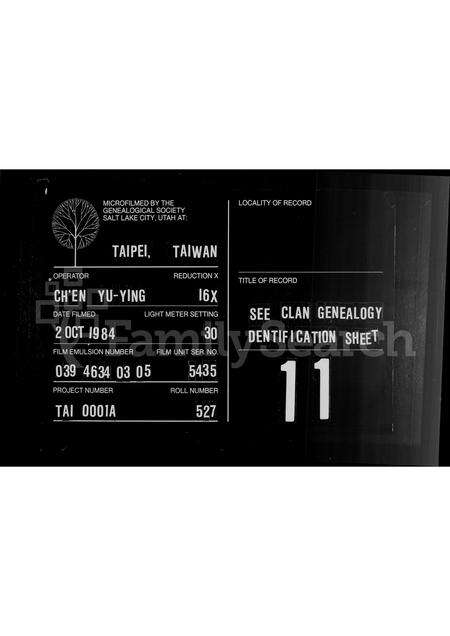 MICROFILMED BY THE
GENEALOGICAL SOCIETY
SALT LAKE CITY, UTAH AT:
TAIPEI, TAIWAN
OPERATOR REDUCTION X
CH'EN YU-YING 16X
DATE FILMED LIGHT METER SETTING
2 OCT 1984 30
FILM EMULSION NUMBER FILM UNIT SER NO
039 4634 03 05 5435
PROJECT NUMBER ROLL NUMBER
TAI 0001A 527
LOCALITY OF RECORD
TITLE OF RECORD
SEE CLAN GENEALOGY
DENTIFICATION SHEET
11
FamilySearch